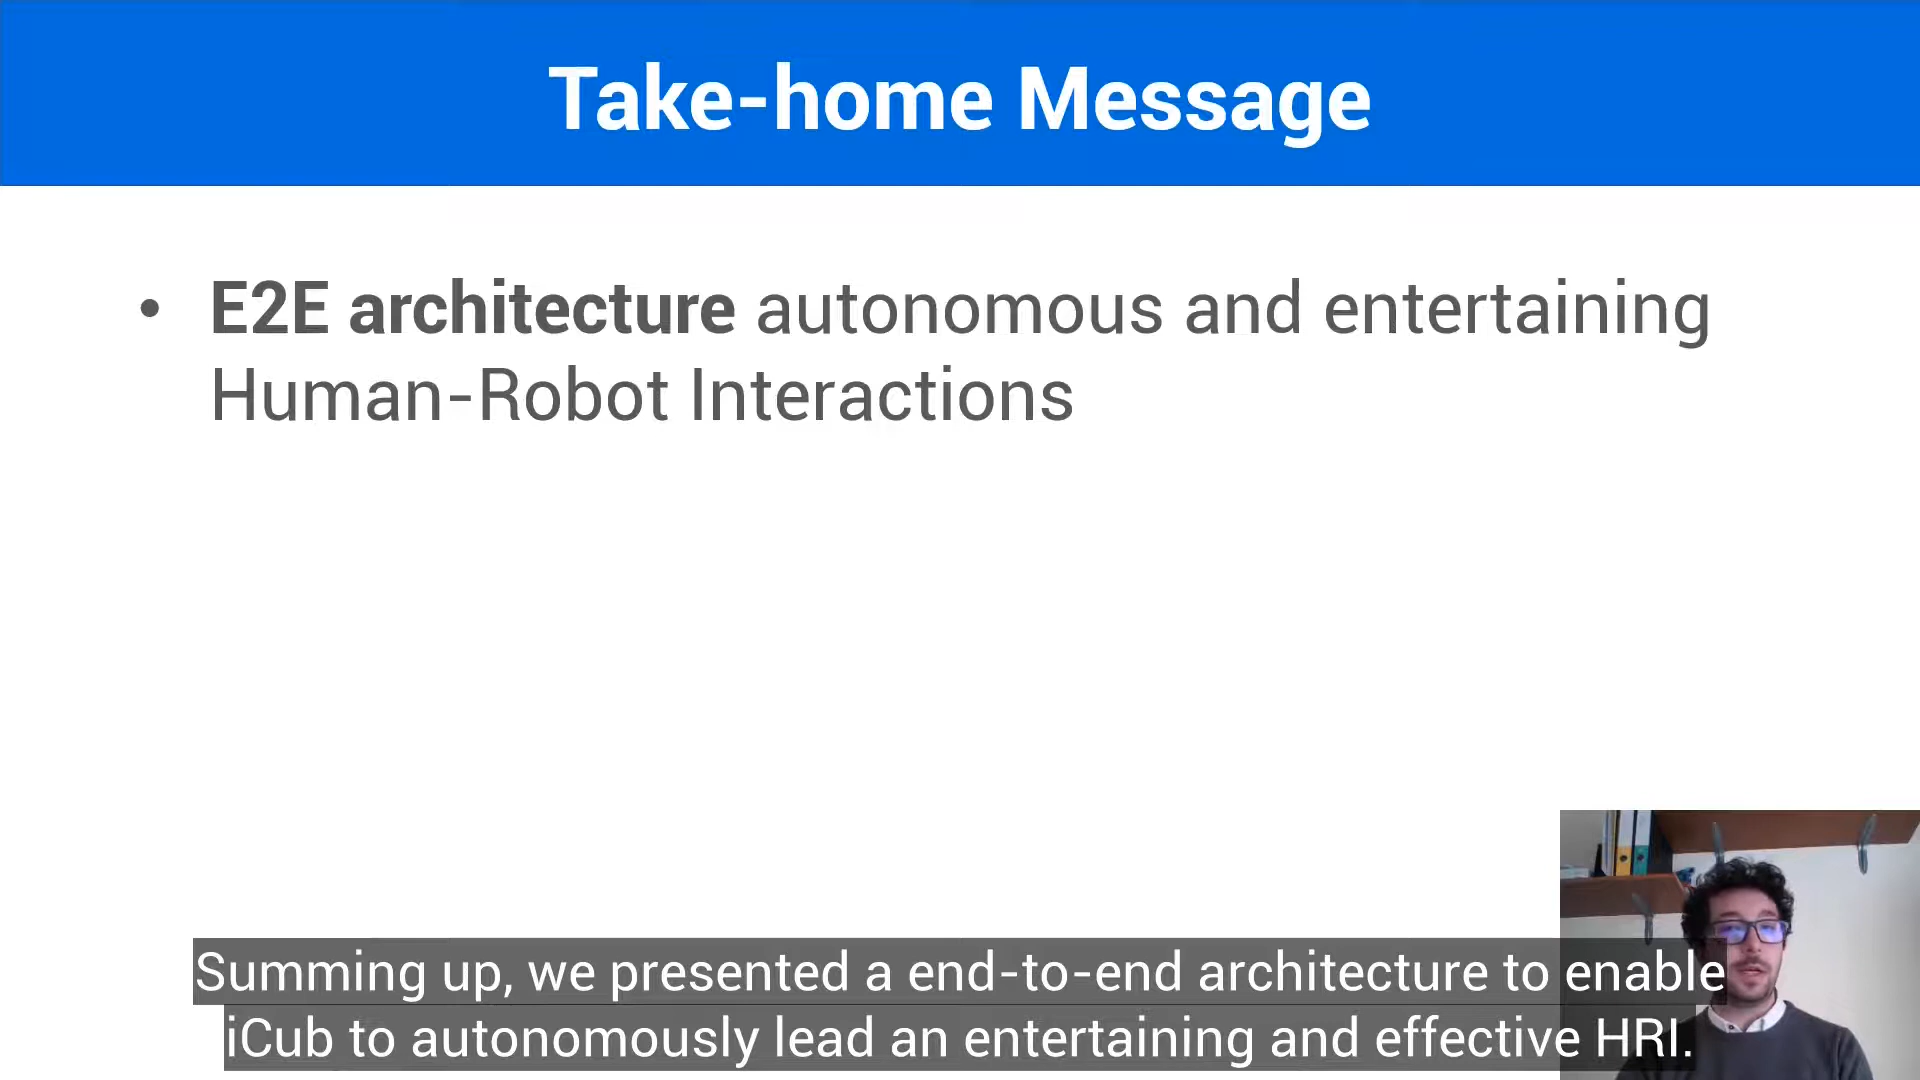 Take-home Message
• E2E architecture autonomous and entertaining
Human-Robot Interactions
Summing up, we presented a end-to-end architecture to enable
iCub to autonomously lead an entertaining and effective HRI.